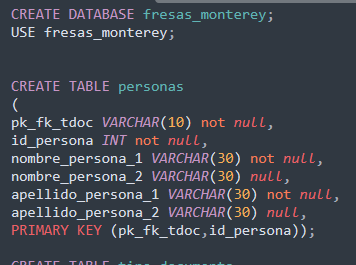 CREATE DATABASE fresas_monterey;
USE fresas_monterey;
CREATE TABLE personas
(
pk_fk_tdoc VARCHAR(10) not null,
id_persona INT not null,
nombre_persona_1 VARCHAR(30) not null,
nombre_persona_2 VARCHAR(30) null,
apellido_persona_1 VARCHAR(30) not null,
apellido_persona_2 VARCHAR(30) null,
PRIMARY KEY (pk_fk_tdoc,id_persona));
CREATE TABLE tipo_documento